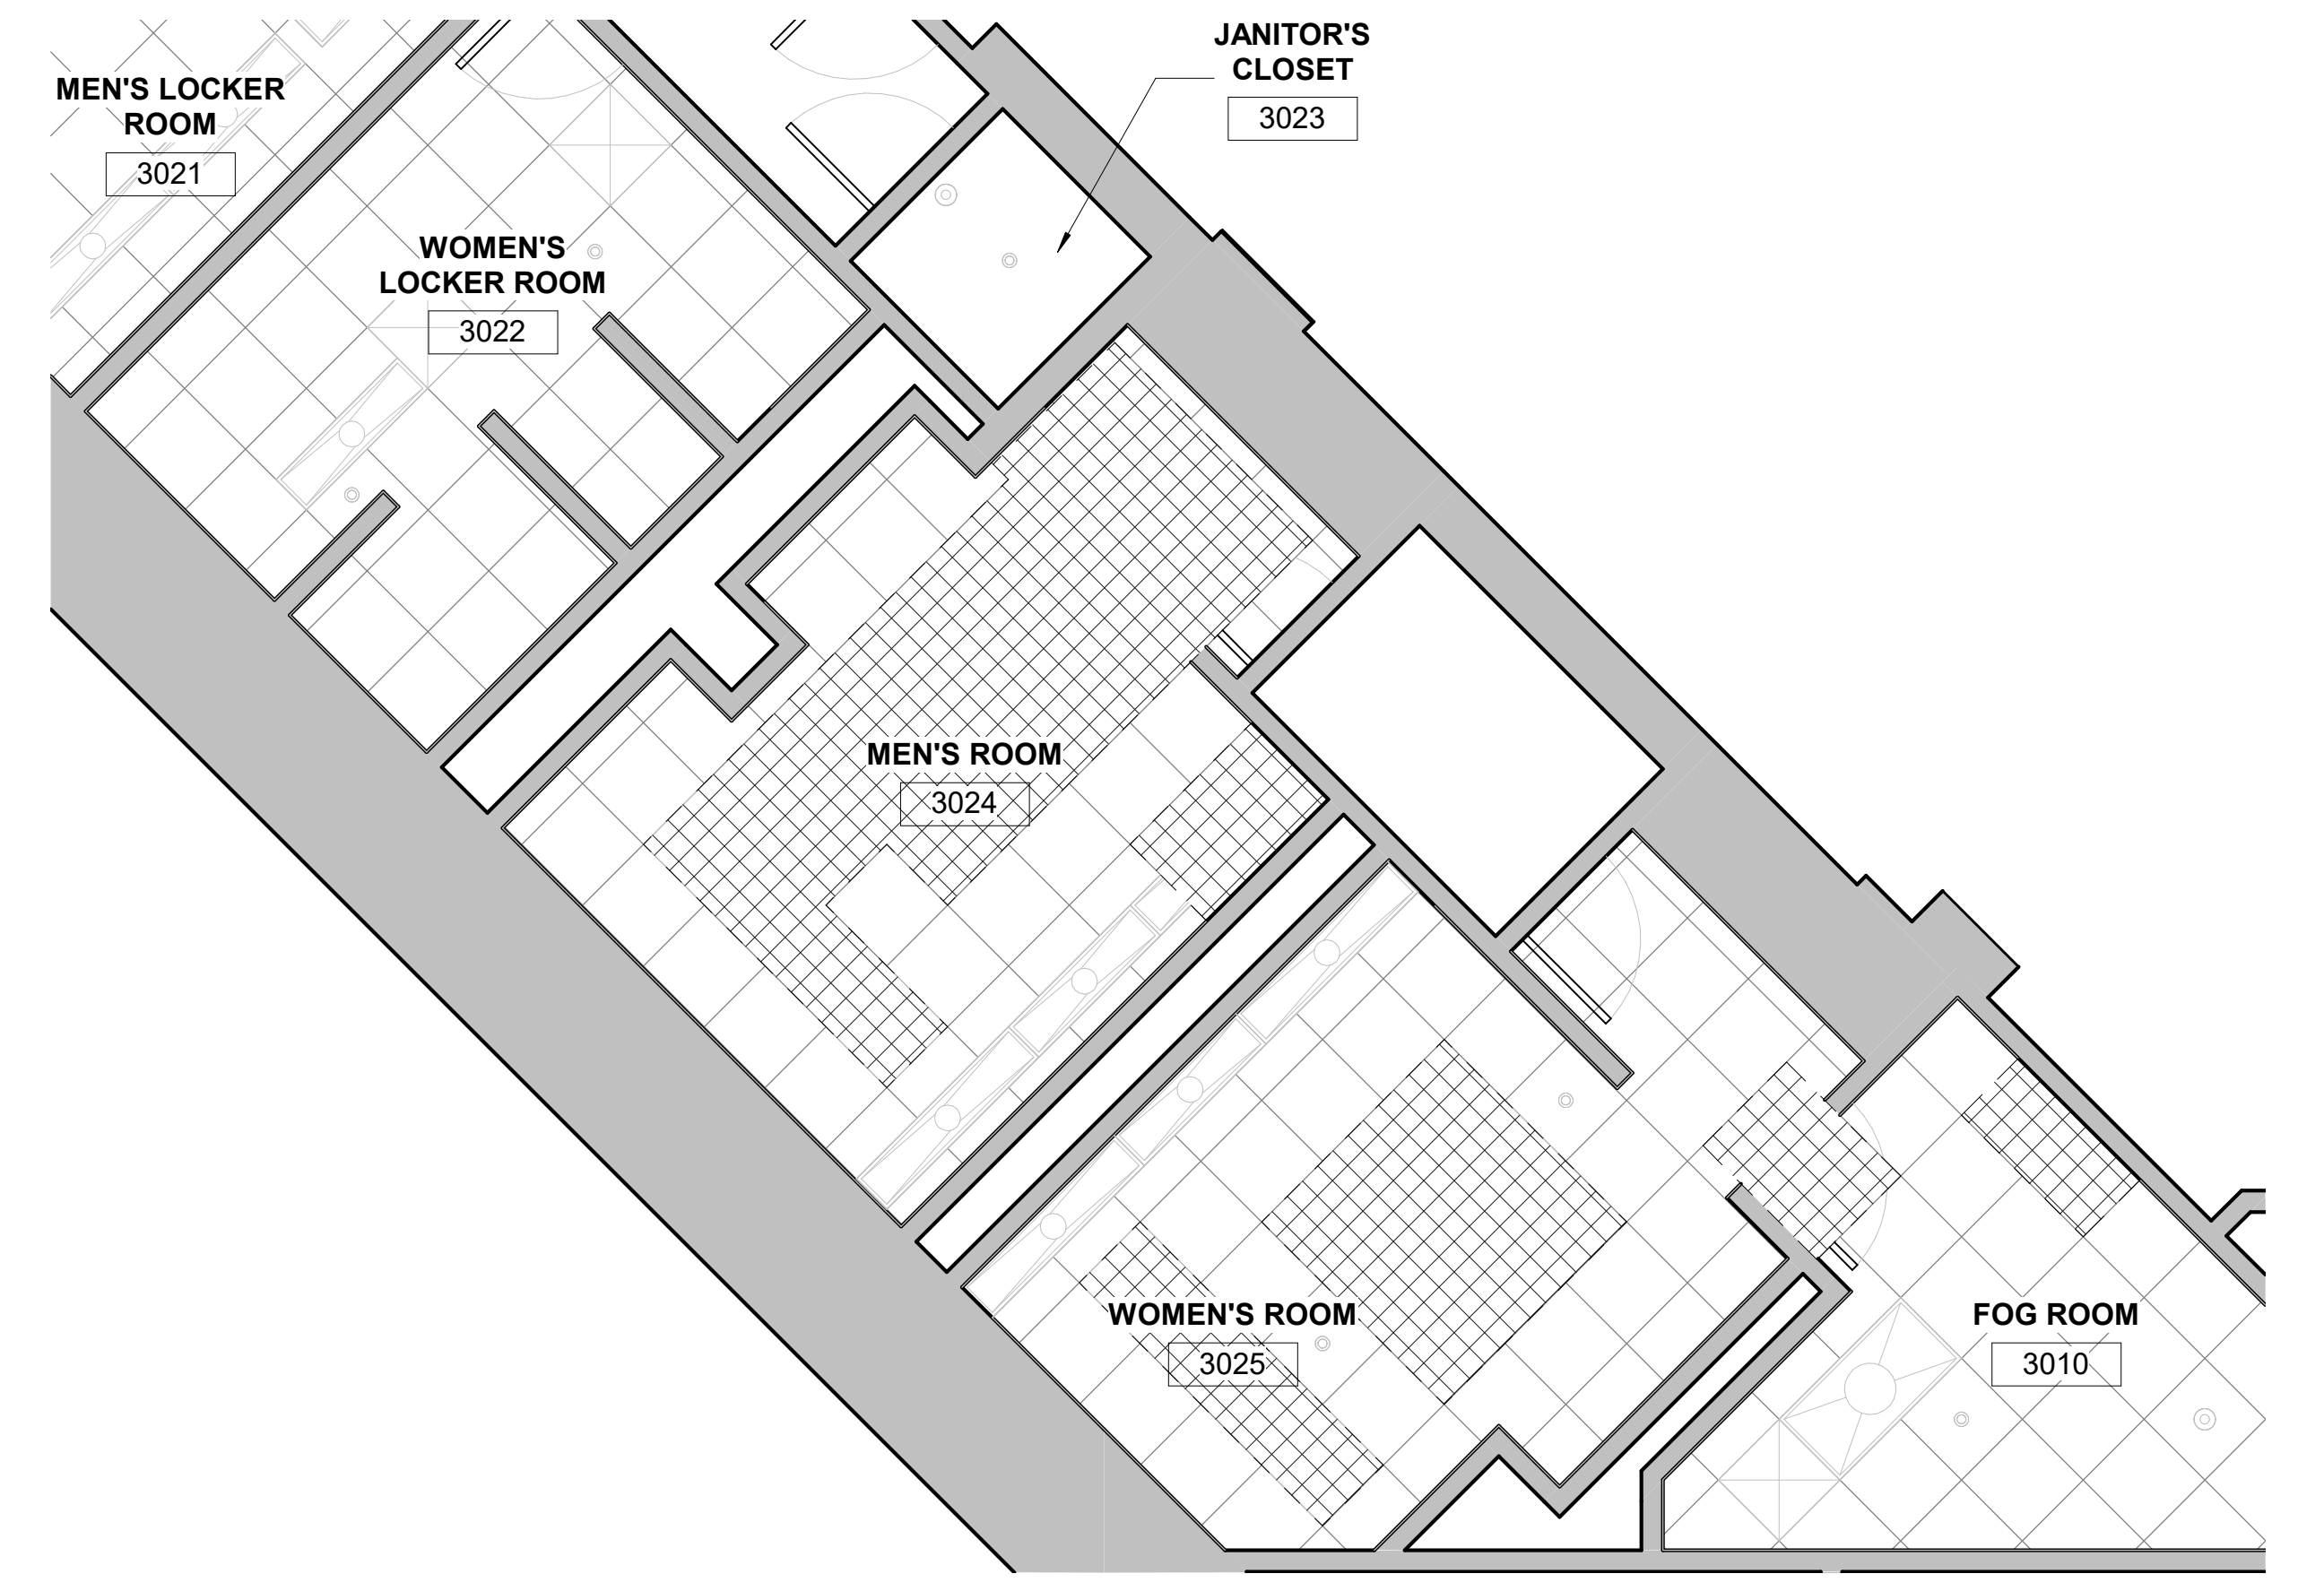 JANITOR'S
CLOSET
3023
MEN'S LOCKER
ROOM
3021
WOMEN'S
LOCKER ROOM
3022
MEN'S ROOM
3024
WOMEN'S ROOM
3025
FOG ROOM
3010